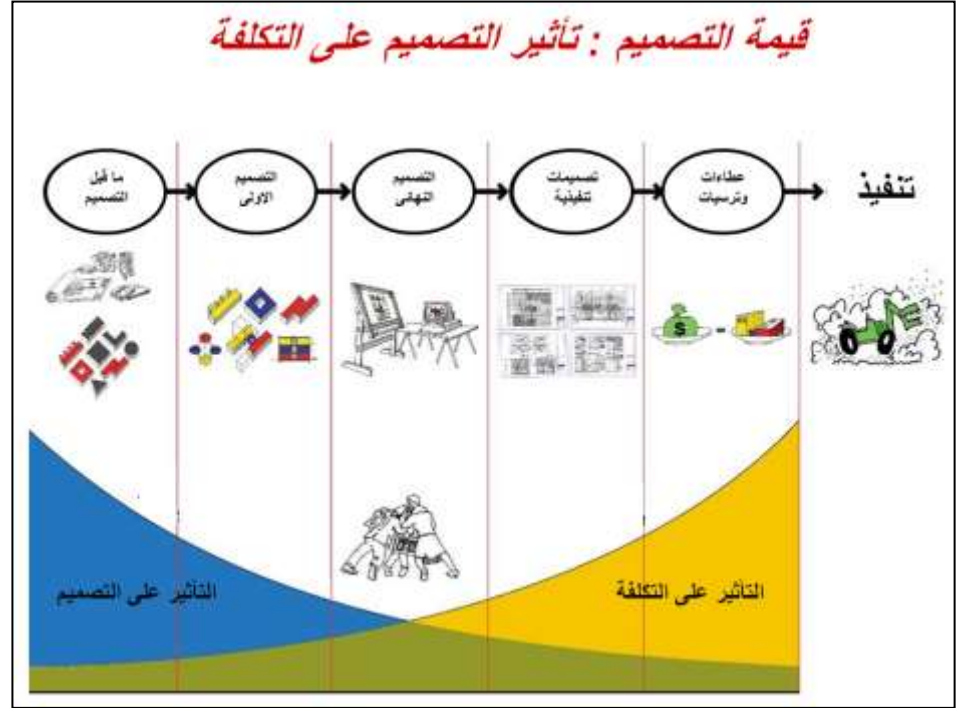 قيمة التصميم : تأثير التصميم على التكلفة
ما قبل
التصميم
التصميم
الاولى
التصميم
النهائى
تصميمات
تنفيذية
عطاءات
وترسيات
تنفيذ
$
التأثير على التصميم
التأثير على التكلفة